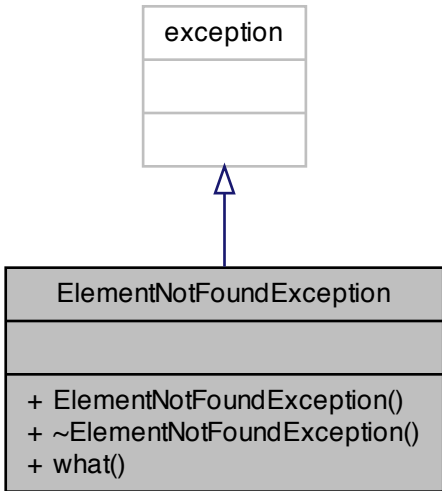 exception
ElementNotFoundException
+ ElementNotFoundException()
+ ~ElementNotFoundException()
+ what()